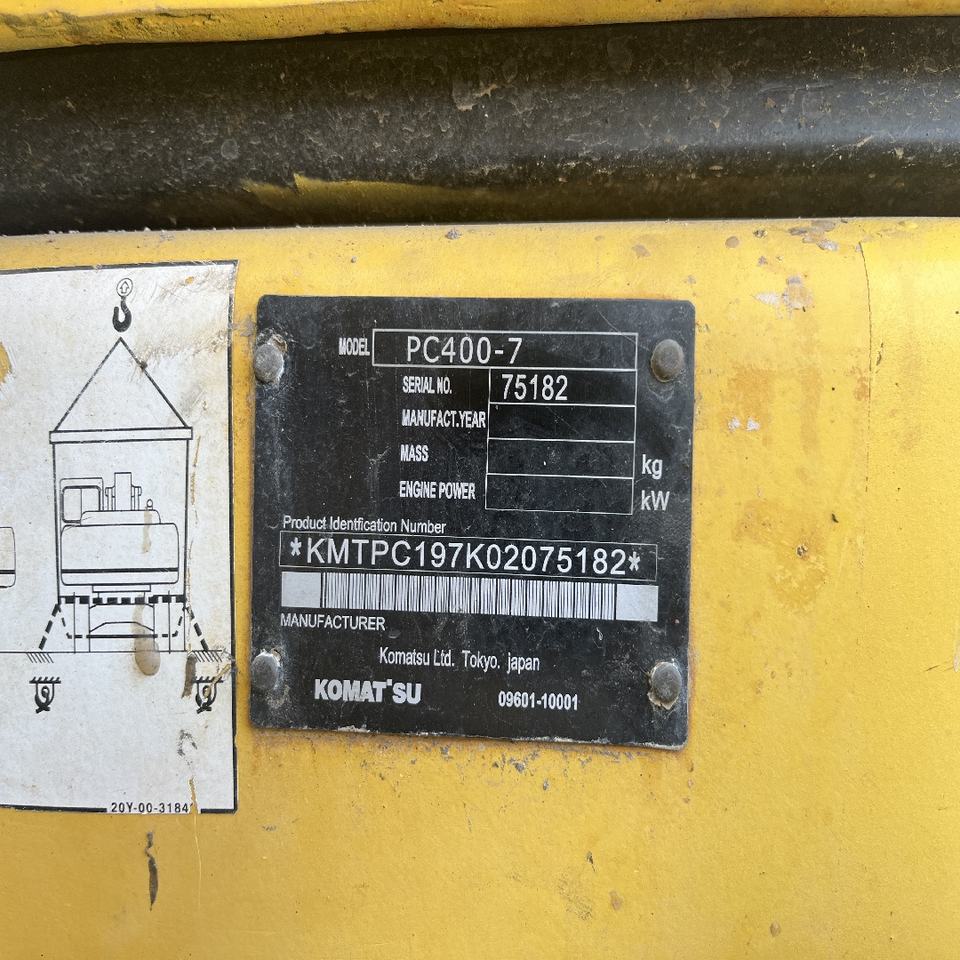 MODEL PC400-7
SERIAL NO. 75182
MANUFACT.YEAR
MASS kg
ENGINE POWER kW
Product Identfication Number
*KMTPC197K02075182*
MANUFACTURER
Komatsu Ltd. Tokyo. japan
KOMAT'SU 09601-10001
20Y-00-3184